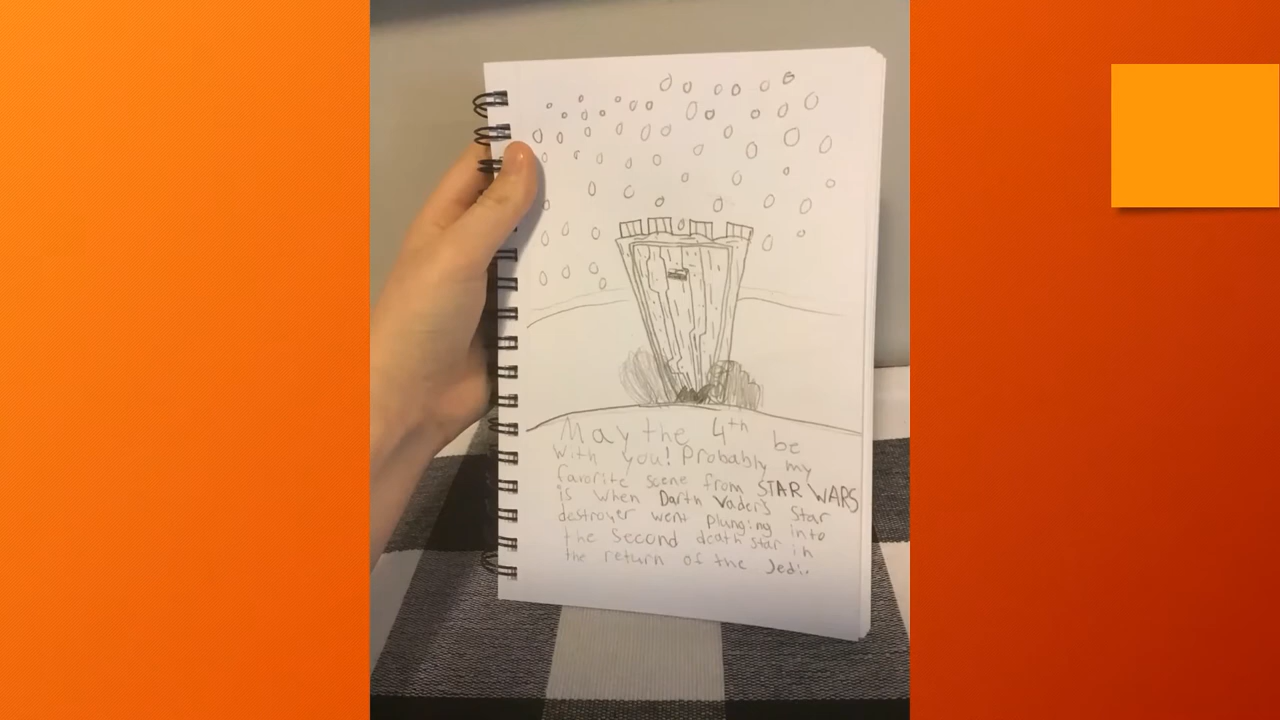 May the 4th be
with you! Probably my
favorite scene from STAR WARS
is when Darth Vader's Star
destroyer went plunging into
the second death star in
the return of the Jedi.